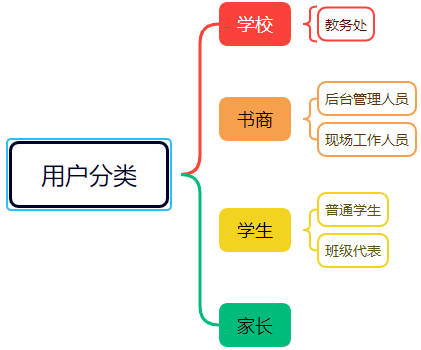 用户分类
学校
教务处
书商
后台管理人员
现场工作人员
学生
普通学生
班级代表
家长